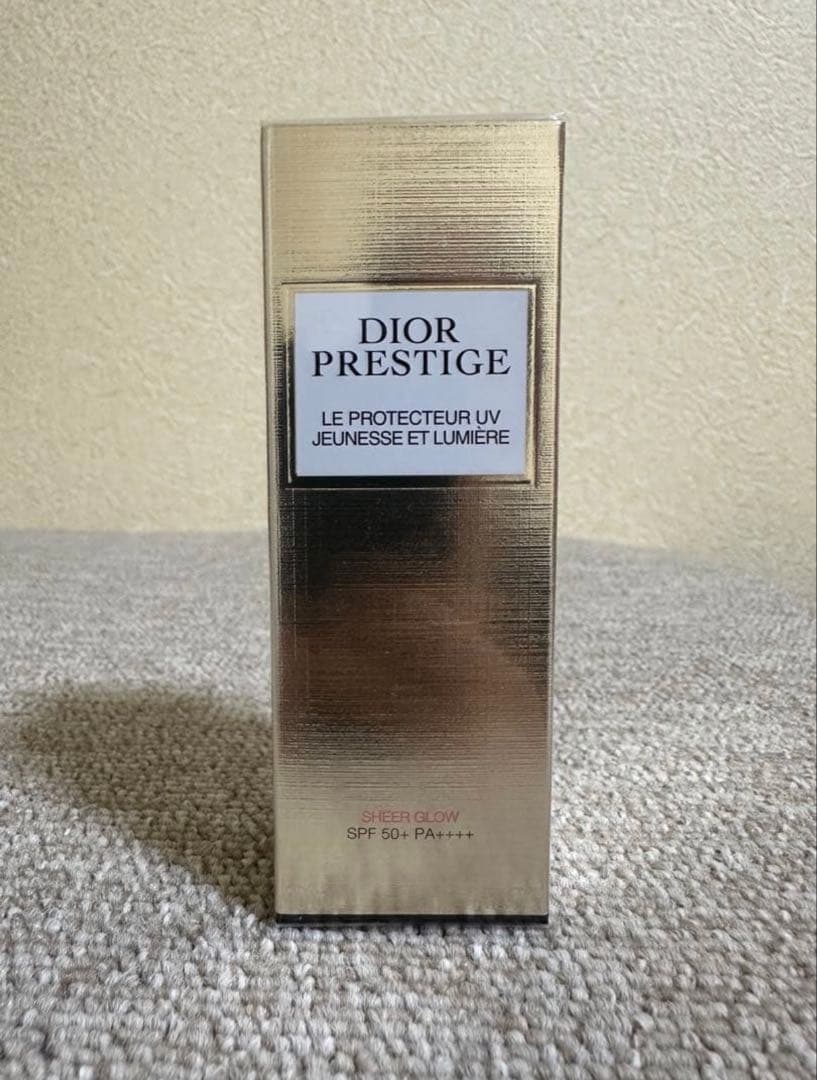 DIOR
PRESTIGE
LE PROTECTEUR UV
JEUNESSE ET LUMIÈRE
SHEER GLOW
SPF 50+ PA++++